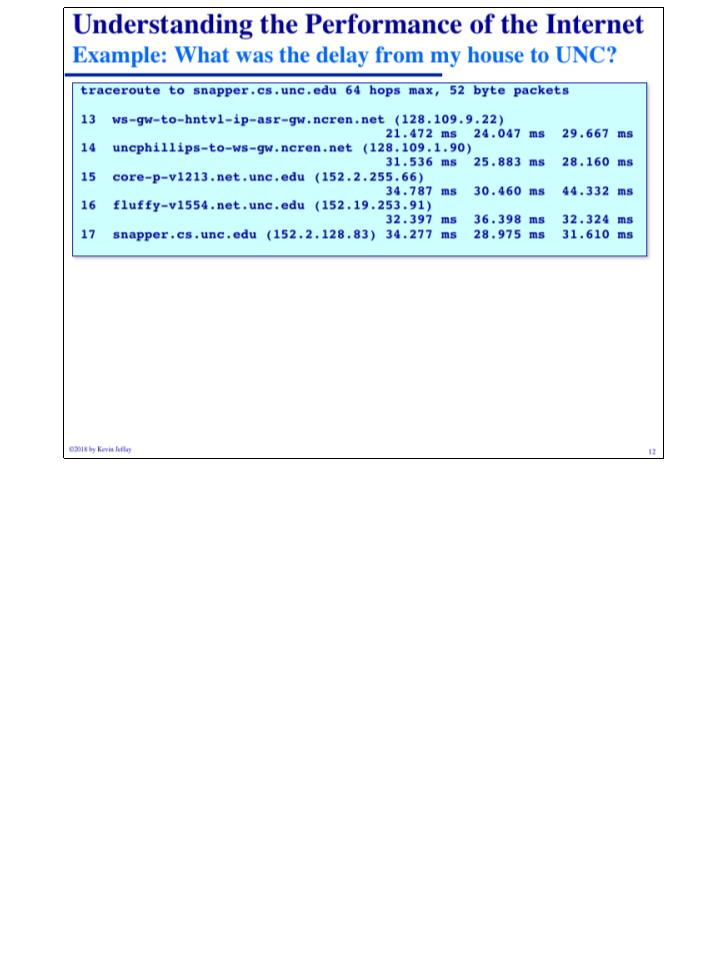 Understanding the Performance of the Internet
Example: What was the delay from my house to UNC?
traceroute to snapper.cs.unc.edu 64 hops max, 52 byte packets
13 ws-gw-to-hntvl-ip-asr-gw.ncren.net (128.109.9.22)
21.472 ms 24.047 ms 29.667 ms
14 uncphillips-to-ws-gw.ncren.net (128.109.1.90)
31.536 ms 25.883 ms 28.160 ms
15 core-p-v1213.net.unc.edu (152.2.255.66)
34.787 ms 30.460 ms 44.332 ms
16 fluffy-v1554.net.unc.edu (152.19.253.91)
32.397 ms 36.398 ms 32.324 ms
17 snapper.cs.unc.edu (152.2.128.83) 34.277 ms 28.975 ms 31.610 ms
©2018 by Kevin Jeffay
12